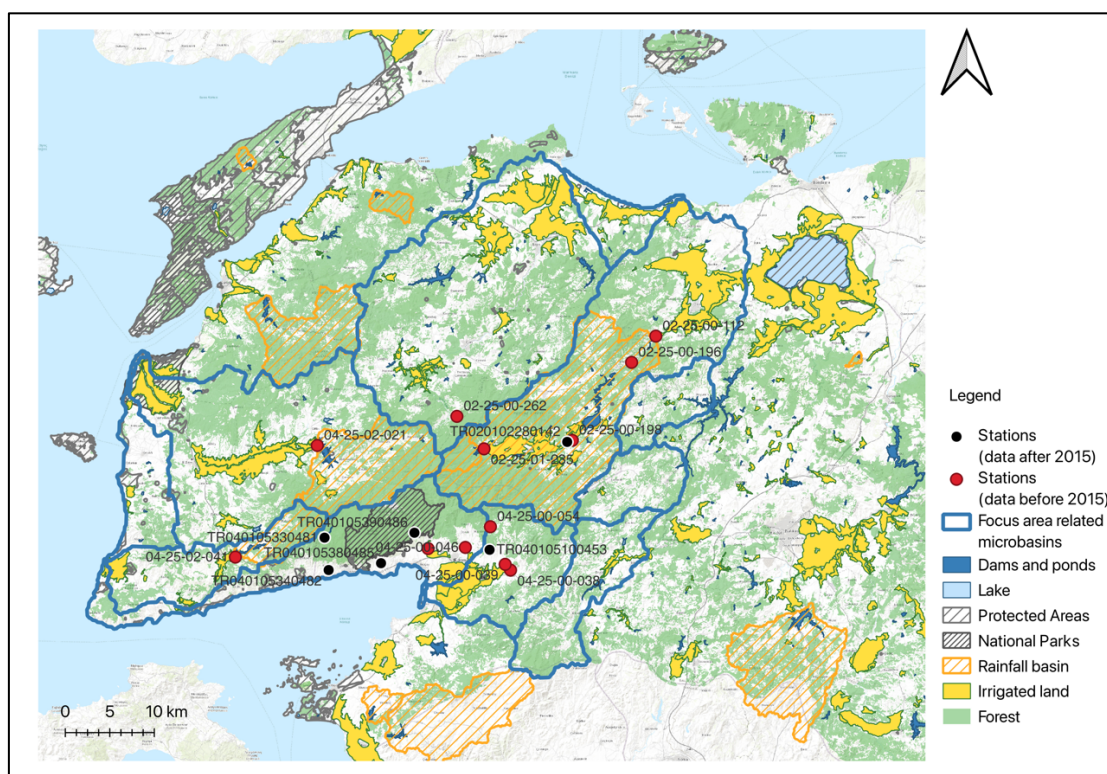 02-25-00-112
02-25-00-196
02-25-00-262
TR020102280142
02-25-00-198
04-25-02-021
02-25-01-235
04-25-00-054
TR040105390486
TR040105330481
TR040105380485
04-25-00-046
TR040105100453
04-25-02-041
TR040105340482
04-25-00-039
04-25-00-038
0 5 10 km
Legend
Stations
(data after 2015)
Stations
(data before 2015)
Focus area related
microbasins
Dams and ponds
Lake
Protected Areas
National Parks
Rainfall basin
Irrigated land
Forest